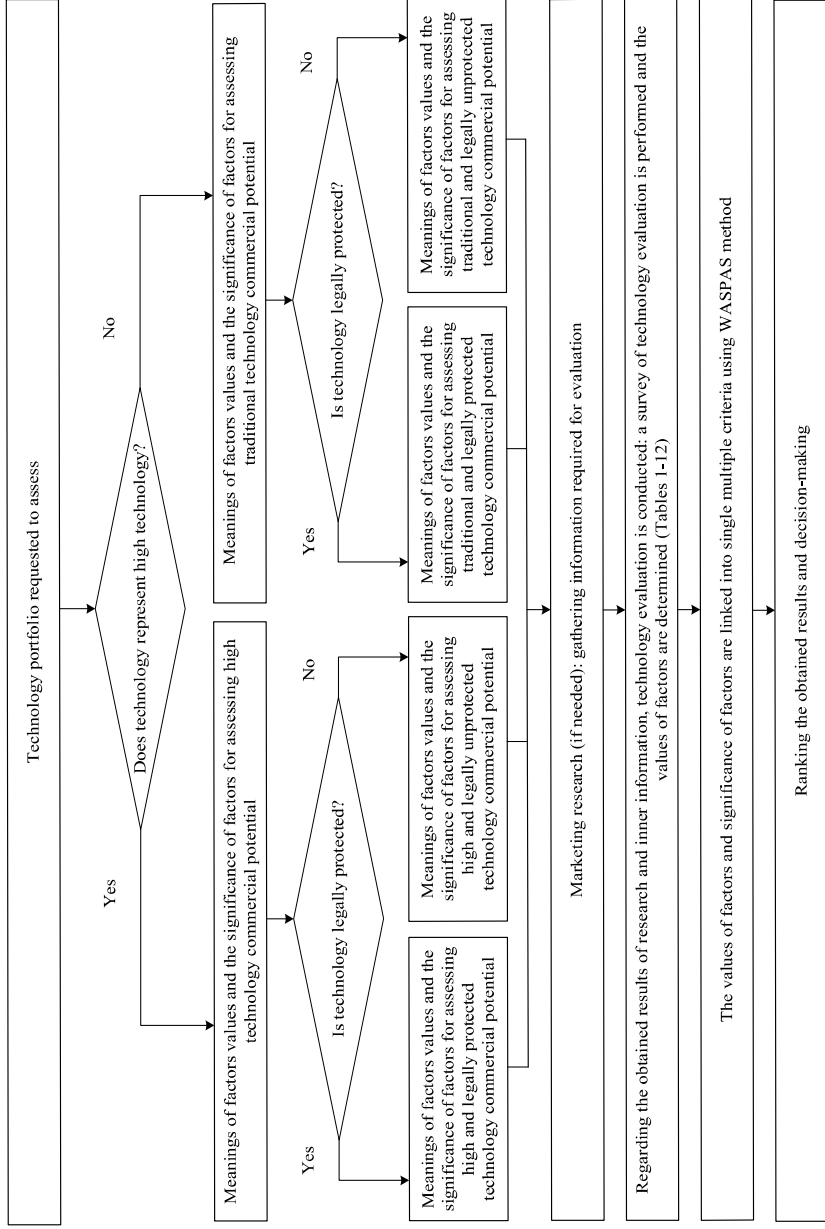 Technology portfolio requested to assess
Does technology represent high technology?
Yes
No
Meanings of factors values and the significance of factors for assessing high
technology commercial potential
Meanings of factors values and the significance of factors for assessing
traditional technology commercial potential
Is technology legally protected?
Yes
No
Is technology legally protected?
Yes
No
Meanings of factors values and the
significance of factors for assessing
high and legally protected
technology commercial potential
Meanings of factors values and the
significance of factors for assessing
high and legally unprotected
technology commercial potential
Meanings of factors values and the
significance of factors for assessing
traditional and legally protected
technology commercial potential
Meanings of factors values and the
significance of factors for assessing
traditional and legally unprotected
technology commercial potential
Marketing research (if needed): gathering information required for evaluation
Regarding the obtained results of research and inner information, technology evaluation is conducted: a survey of technology evaluation is performed and the
values of factors are determined (Tables 1-12)
The values of factors and significance of factors are linked into single multiple criteria using WASPAS method
Ranking the obtained results and decision-making